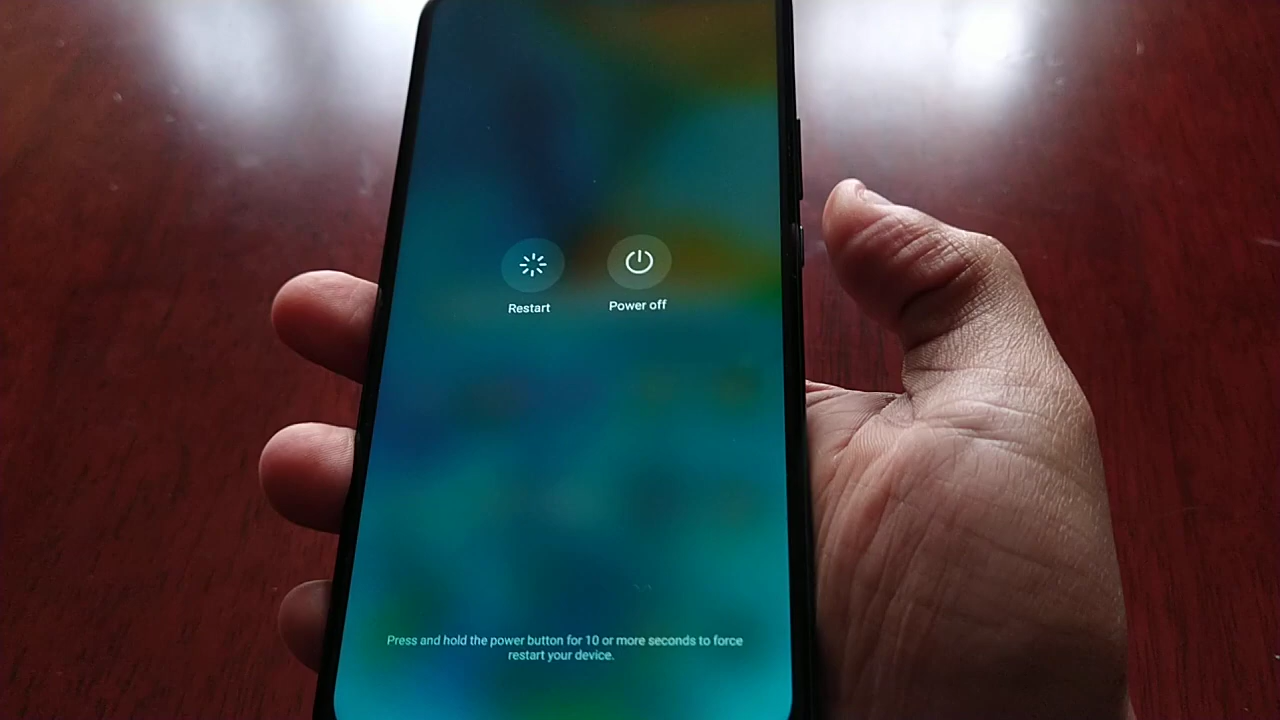 Restart
Power off
Press and hold the power button for 10 or more seconds to force
restart your device.